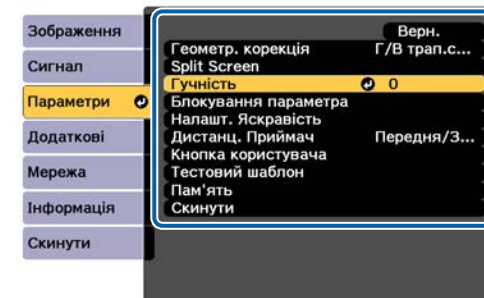 Зображення
Сигнал
Параметри
Додаткові
Мережа
Інформація
Скинути
Верн.
Геометр. корекція Г/В трап.с...
Split Screen
Гучність 0
Блокування параметра
Налашт. Яскравість
Дистанц. Приймач Передня/З...
Кнопка користувача
Тестовий шаблон
Пам'ять
Скинути